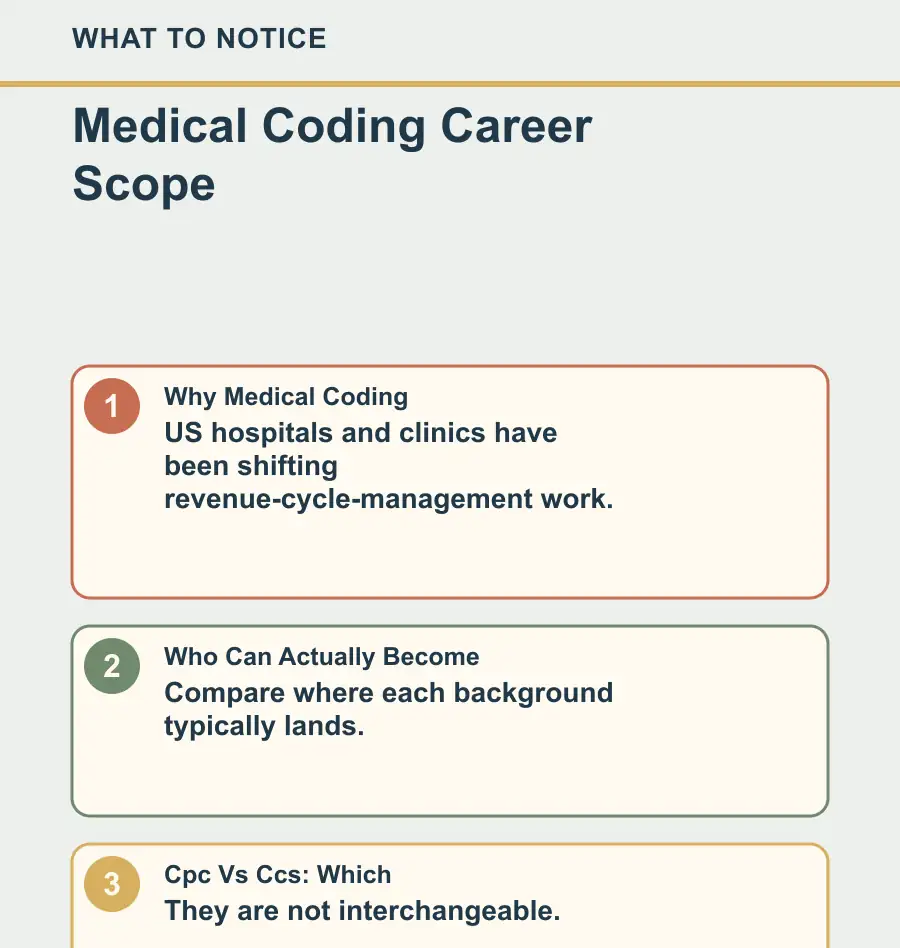 WHAT TO NOTICE
Medical Coding Career
Scope
1
Why Medical Coding
US hospitals and clinics have
been shifting
revenue-cycle-management work.
2
Who Can Actually Become
Compare where each background
typically lands.
3
Cpc Vs Ccs: Which
They are not interchangeable.